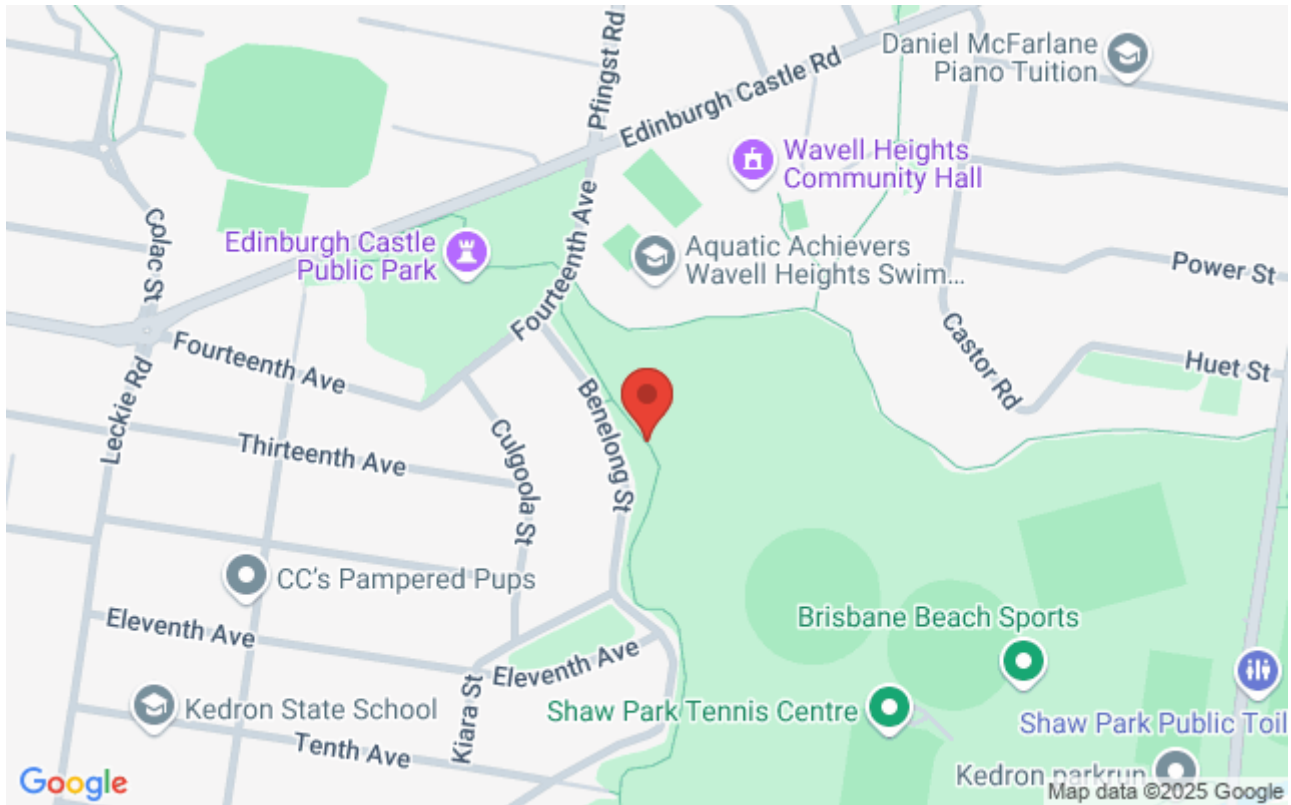 Daniel McFarlane
Piano Tuition
Pfingst Rd
Edinburgh Castle Rd
Wavell Heights
Community Hall
Colac St
Edinburgh Castle
Public Park
Fourteenth Ave
Aquatic Achievers
Wavell Heights Swim...
Power St
Castor Rd
Huet St
Leckie Rd
Fourteenth Ave
Benelong St
Thirteenth Ave
Culgoola St
CC's Pampered Pups
Brisbane Beach Sports
Eleventh Ave
Eleventh Ave
Kiara St
Kedron State School
Shaw Park Tennis Centre
Shaw Park Public Toil
Tenth Ave
Kedron parkrun
Google
Map data ©2025 Google